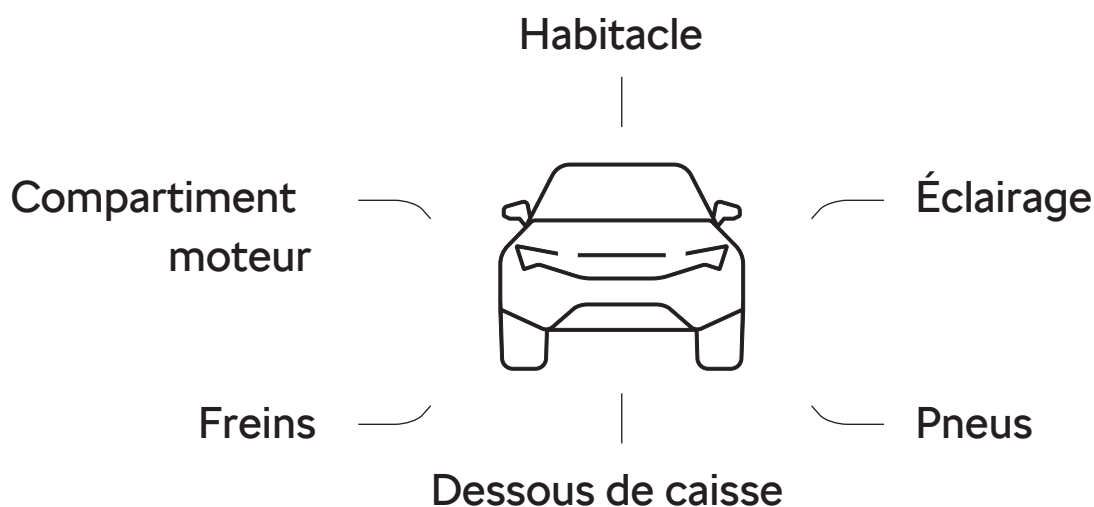 Habitacle
Compartiment
moteur
Éclairage
Freins
Pneus
Dessous de caisse